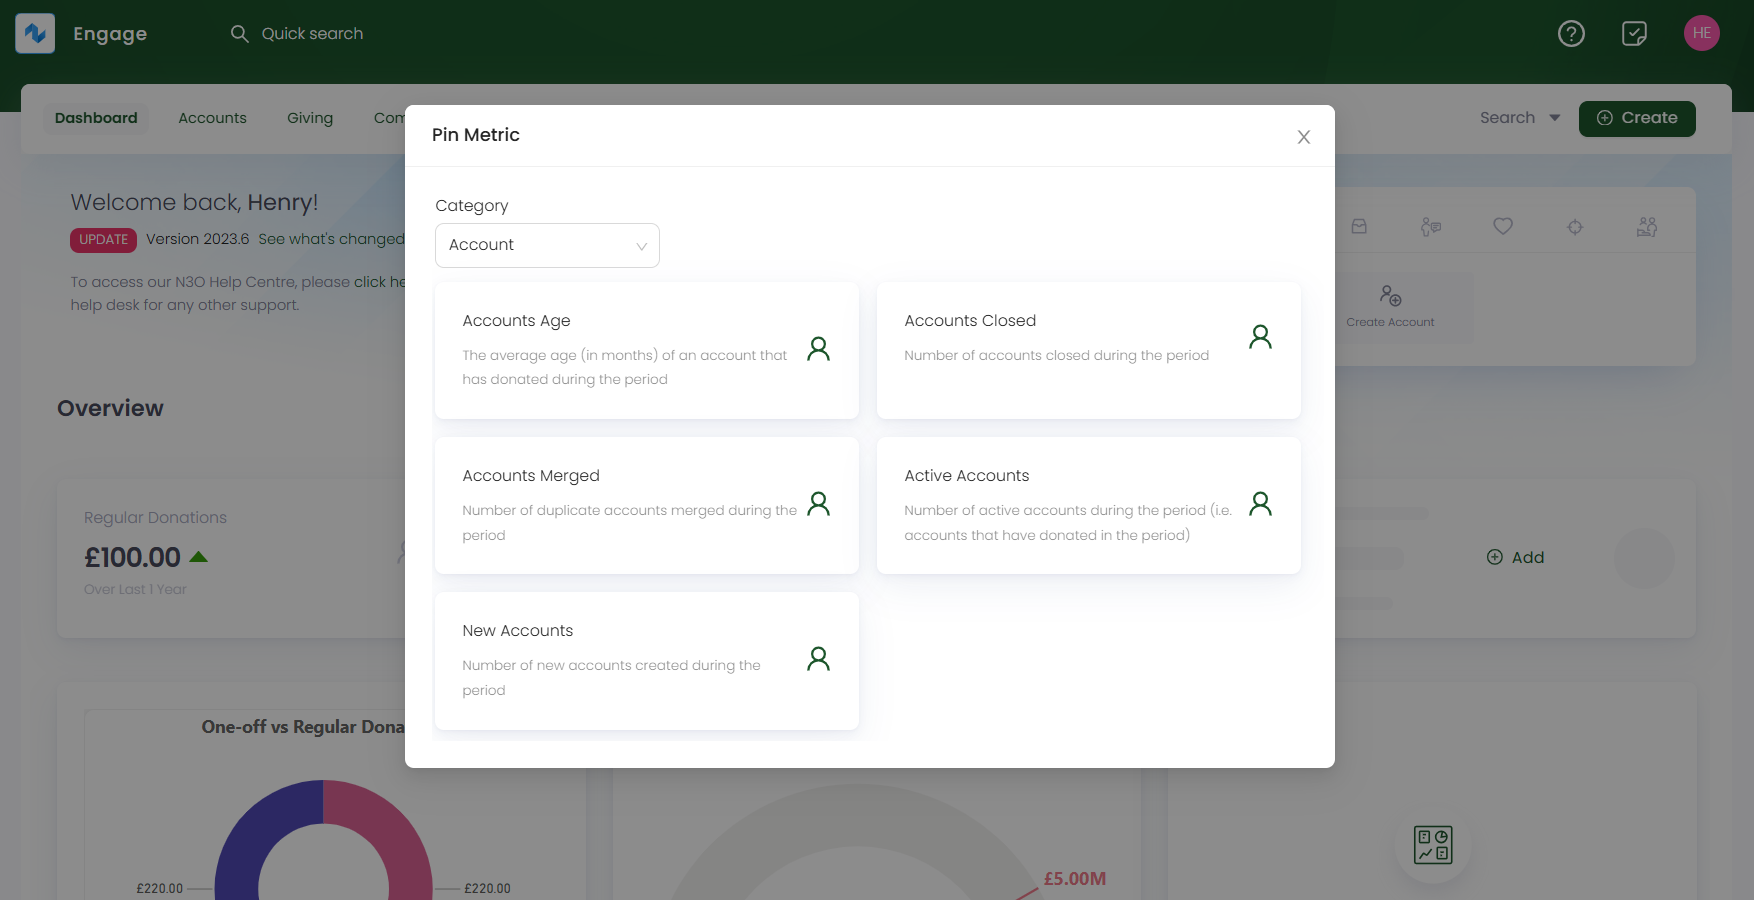 Engage
Quick search
HE
Dashboard
Accounts
Giving
Com
Search
Create
Pin Metric
Welcome back, Henry!
UPDATE Version 2023.6 See what's changed
To access our N3O Help Centre, please click he
help desk for any other support.
Category
Account
Create Account
Accounts Age
The average age (in months) of an account that
has donated during the period
Accounts Closed
Number of accounts closed during the period
Overview
Accounts Merged
Number of duplicate accounts merged during the
period
Active Accounts
Number of active accounts during the period (i.e.
accounts that have donated in the period)
Regular Donations
£100.00
Over Last 1 Year
Add
New Accounts
Number of new accounts created during the
period
One-off vs Regular Dona
£220.00
£220.00
£5.00M